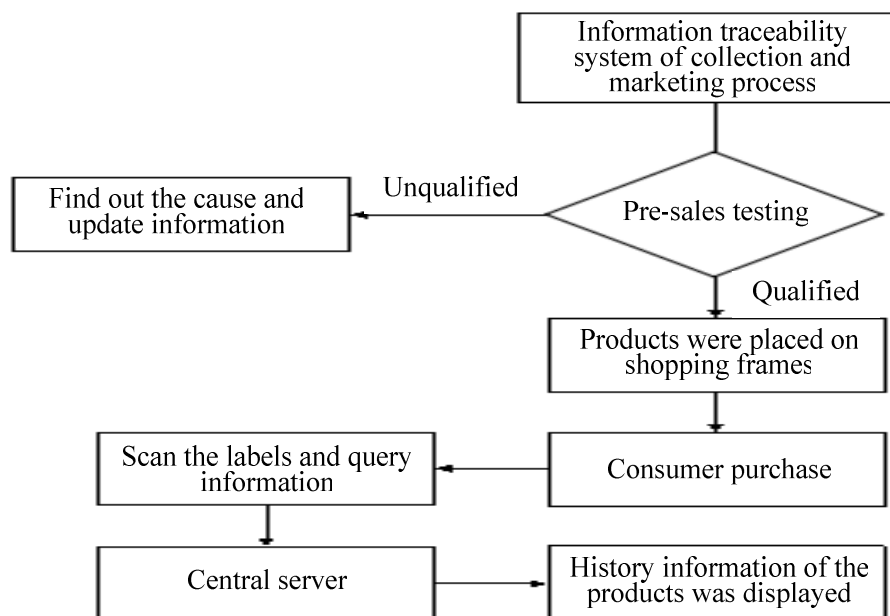 Information traceability
system of collection and
marketing process
Unqualified
Find out the cause and
update information
Pre-sales testing
Qualified
Products were placed on
shopping frames
Scan the labels and query
information
Consumer purchase
Central server
History information of the
products was displayed